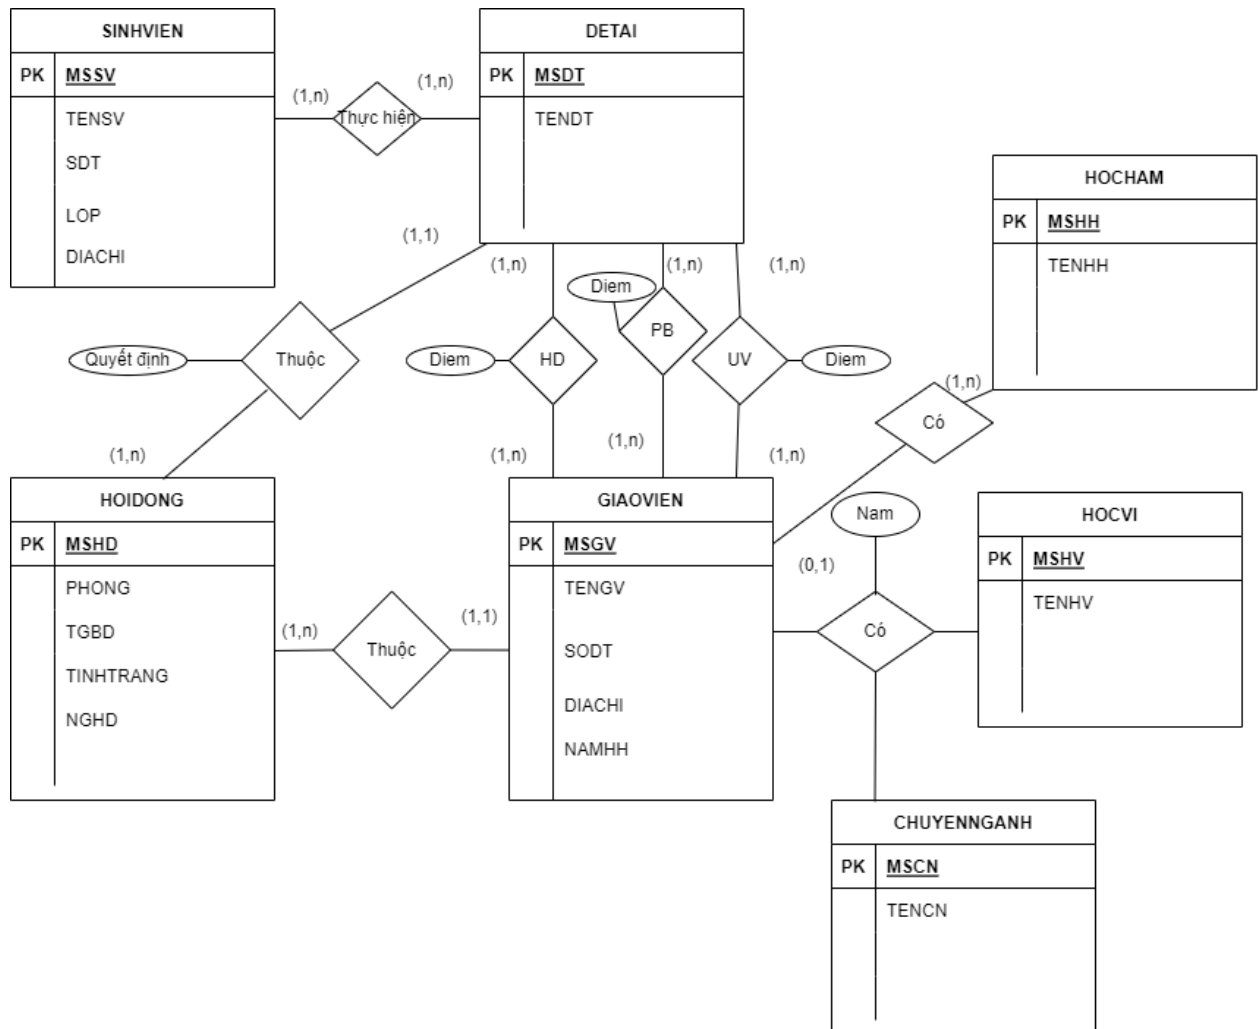 SINHVIEN
PK MSSV
TENSV
SDT
LOP
DIACHI
(1,n)
Thực hiện
(1,n)
DETAI
PK MSDT
TENDT
HOCHAM
PK MSHH
TENHH
(1,1)
(1,n)
(1,n)
(1,n)
Quyết định
Thuộc
Diem
HD
Diem
PB
UV
Diem
(1,n)
Có
(1,n)
(1,n)
(1,n)
(1,n)
HOIDONG
PK MSHD
PHONG
TGBD
TINHTRANG
NGHD
(1,n)
Thuộc
(1,1)
GIAOVIEN
PK MSGV
TENGV
SODT
DIACHI
NAMHH
Nam
(0,1)
Có
HOCVI
PK MSHV
TENHV
CHUYENNGANH
PK MSCN
TENCN